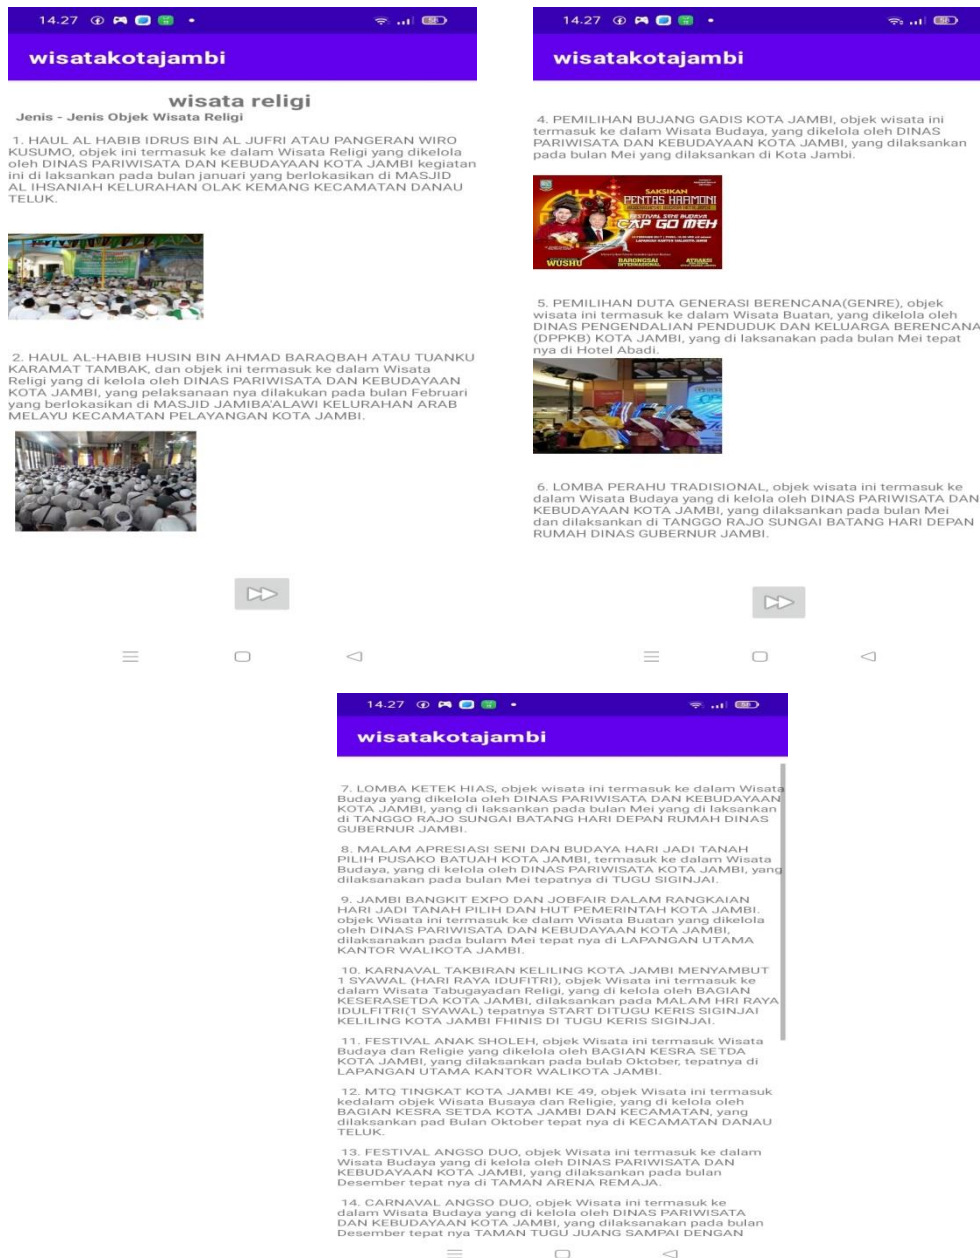 14.27
wisatakotajambi
wisata religi
Jenis - Jenis Objek Wisata Religi
1. HAUL AL HABIB IDRUS BIN AL JUFRI ATAU PANGERAN WIRO
KUSUMO, objek ini termasuk ke dalam Wisata Religi yang dikelola
oleh DINAS PARIWISATA DAN KEBUDAYAAN KOTA JAMBI kegiatan
ini di laksankan pada bulan januari yang berlokasikan di MASJID
AL IHSANIAH KELURAHAN OLAK KEMANG KECAMATAN DANAU
TELUK.
2. HAUL AL-HABIB HUSIN BIN AHMAD BARAQBAH ATAU TUANKU
KARAMAT TAMBAK, dan objek ini termasuk ke dalam Wisata
Religi yang di kelola oleh DINAS PARIWISATA DAN KEBUDAYAAN
KOTA JAMBI, yang pelaksanaan nya dilakukan pada bulan Februari
yang berlokasikan di MASJID JAMIBA'ALAWI KELURAHAN ARAB
MELAYU KECAMATAN PELAYANGAN KOTA JAMBI.
14.27
wisatakotajambi
4. PEMILIHAN BUJANG GADIS KOTA JAMBI, objek wisata ini
termasuk ke dalam Wisata Budaya, yang dikelola oleh DINAS
PARIWISATA DAN KEBUDAYAAN KOTA JAMBI, yang dilaksankan
pada bulan Mei yang dilaksankan di Kota Jambi.
SAKSIKAN
PENTAS HARMONI
FESTIVAL SENI BUDAYA
CAP GO MEH
WUSHU
BARONGSAI
INTERNASIONAL
ATRAKSI
5. PEMILIHAN DUTA GENERASI BERENCANA(GENRE), objek
wisata ini termasuk ke dalam Wisata Buatan, yang dikelola oleh
DINAS PENGENDALIAN PENDUDUK DAN KELUARGA BERENCANA
(DPPKB) KOTA JAMBI, yang di laksanakan pada bulan Mei tepat
nya di Hotel Abadi.
6. LOMBA PERAHU TRADISIONAL, objek wisata ini termasuk ke
dalam Wisata Budaya yang di kelola oleh DINAS PARIWISATA DAN
KEBUDAYAAN KOTA JAMBI, yang dilaksankan pada bulan Mei
dan dilaksankan di TANGGO RAJO SUNGAI BATANG HARI DEPAN
RUMAH DINAS GUBERNUR JAMBI.
14.27
wisatakotajambi
7. LOMBA KETEK HIAS, objek wisata ini termasuk ke dalam Wisata
Budaya yang dikelola oleh DINAS PARIWISATA DAN KEBUDAYAAN
KOTA JAMBI, yang di laksankan pada bulan Mei yang di laksankan
di TANGGO RAJO SUNGAI BATANG HARI DEPAN RUMAH DINAS
GUBERNUR JAMBI.
8. MALAM APRESIASI SENI DAN BUDAYA HARI JADI TANAH
PILIH PUSAKO BATUAH KOTA JAMBI, termasuk ke dalam Wisata
Budaya, yang di kelola oleh DINAS PARIWISATA KOTA JAMBI, yang
dilaksanakan pada bulan Mei tepatnya di TUGU SIGINJAI.
9. JAMBI BANGKIT EXPO DAN JOBFAIR DALAM RANGKAIAN
HARI JADI TANAH PILIH DAN HUT PEMERINTAH KOTA JAMBI.
objek Wisata ini termasuk ke dalam Wisata Buatan yang dikelola
oleh DINAS PARIWISATA DAN KEBUDAYAAN KOTA JAMBI,
dilaksanakan pada bulam Mei tepat nya di LAPANGAN UTAMA
KANTOR WALIKOTA JAMBI.
10. KARNAVAL TAKBIRAN KELILING KOTA JAMBI MENYAMBUT
1 SYAWAL (HARI RAYA IDUFITRI), objek Wisata ini termasuk ke
dalam Wisata Tabugayadan Religi, yang di kelola oleh BAGIAN
KESERASETDA KOTA JAMBI, dilaksankan pada MALAM HRI RAYA
IDULFITRI(1 SYAWAL) tepatnya START DITUGU KERIS SIGINJAI
KELILING KOTA JAMBI FHINIS DI TUGU KERIS SIGINJAI.
11. FESTIVAL ANAK SHOLEH, objek Wisata ini termasuk Wisata
Budaya dan Religie yang dikelola oleh BAGIAN KESRA SETDA
KOTA JAMBI, yang dilaksankan pada bulab Oktober, tepatnya di
LAPANGAN UTAMA KANTOR WALIKOTA JAMBI.
12. MTQ TINGKAT KOTA JAMBI KE 49, objek Wisata ini termasuk
kedalam objek Wisata Busaya dan Religie, yang di kelola oleh
BAGIAN KESRA SETDA KOTA JAMBI DAN KECAMATAN, yang
dilaksankan pad Bulan Oktober tepat nya di KECAMATAN DANAU
TELUK.
13. FESTIVAL ANGSO DUO, objek Wisata ini termasuk ke dalam
Wisata Budaya yang di kelola oleh DINAS PARIWISATA DAN
KEBUDAYAAN KOTA JAMBI, yang dilaksankan pada bulan
Desember tepat nya di TAMAN ARENA REMAJA.
14. CARNAVAL ANGSO DUO, objek Wisata ini termasuk ke
dalam Wisata Budaya yang di kelola oleh DINAS PARIWISATA
DAN KEBUDAYAAN KOTA JAMBI, yang dilaksanakan pada bulan
Desember tepat nya TAMAN TUGU JUANG SAMPAI DENGAN